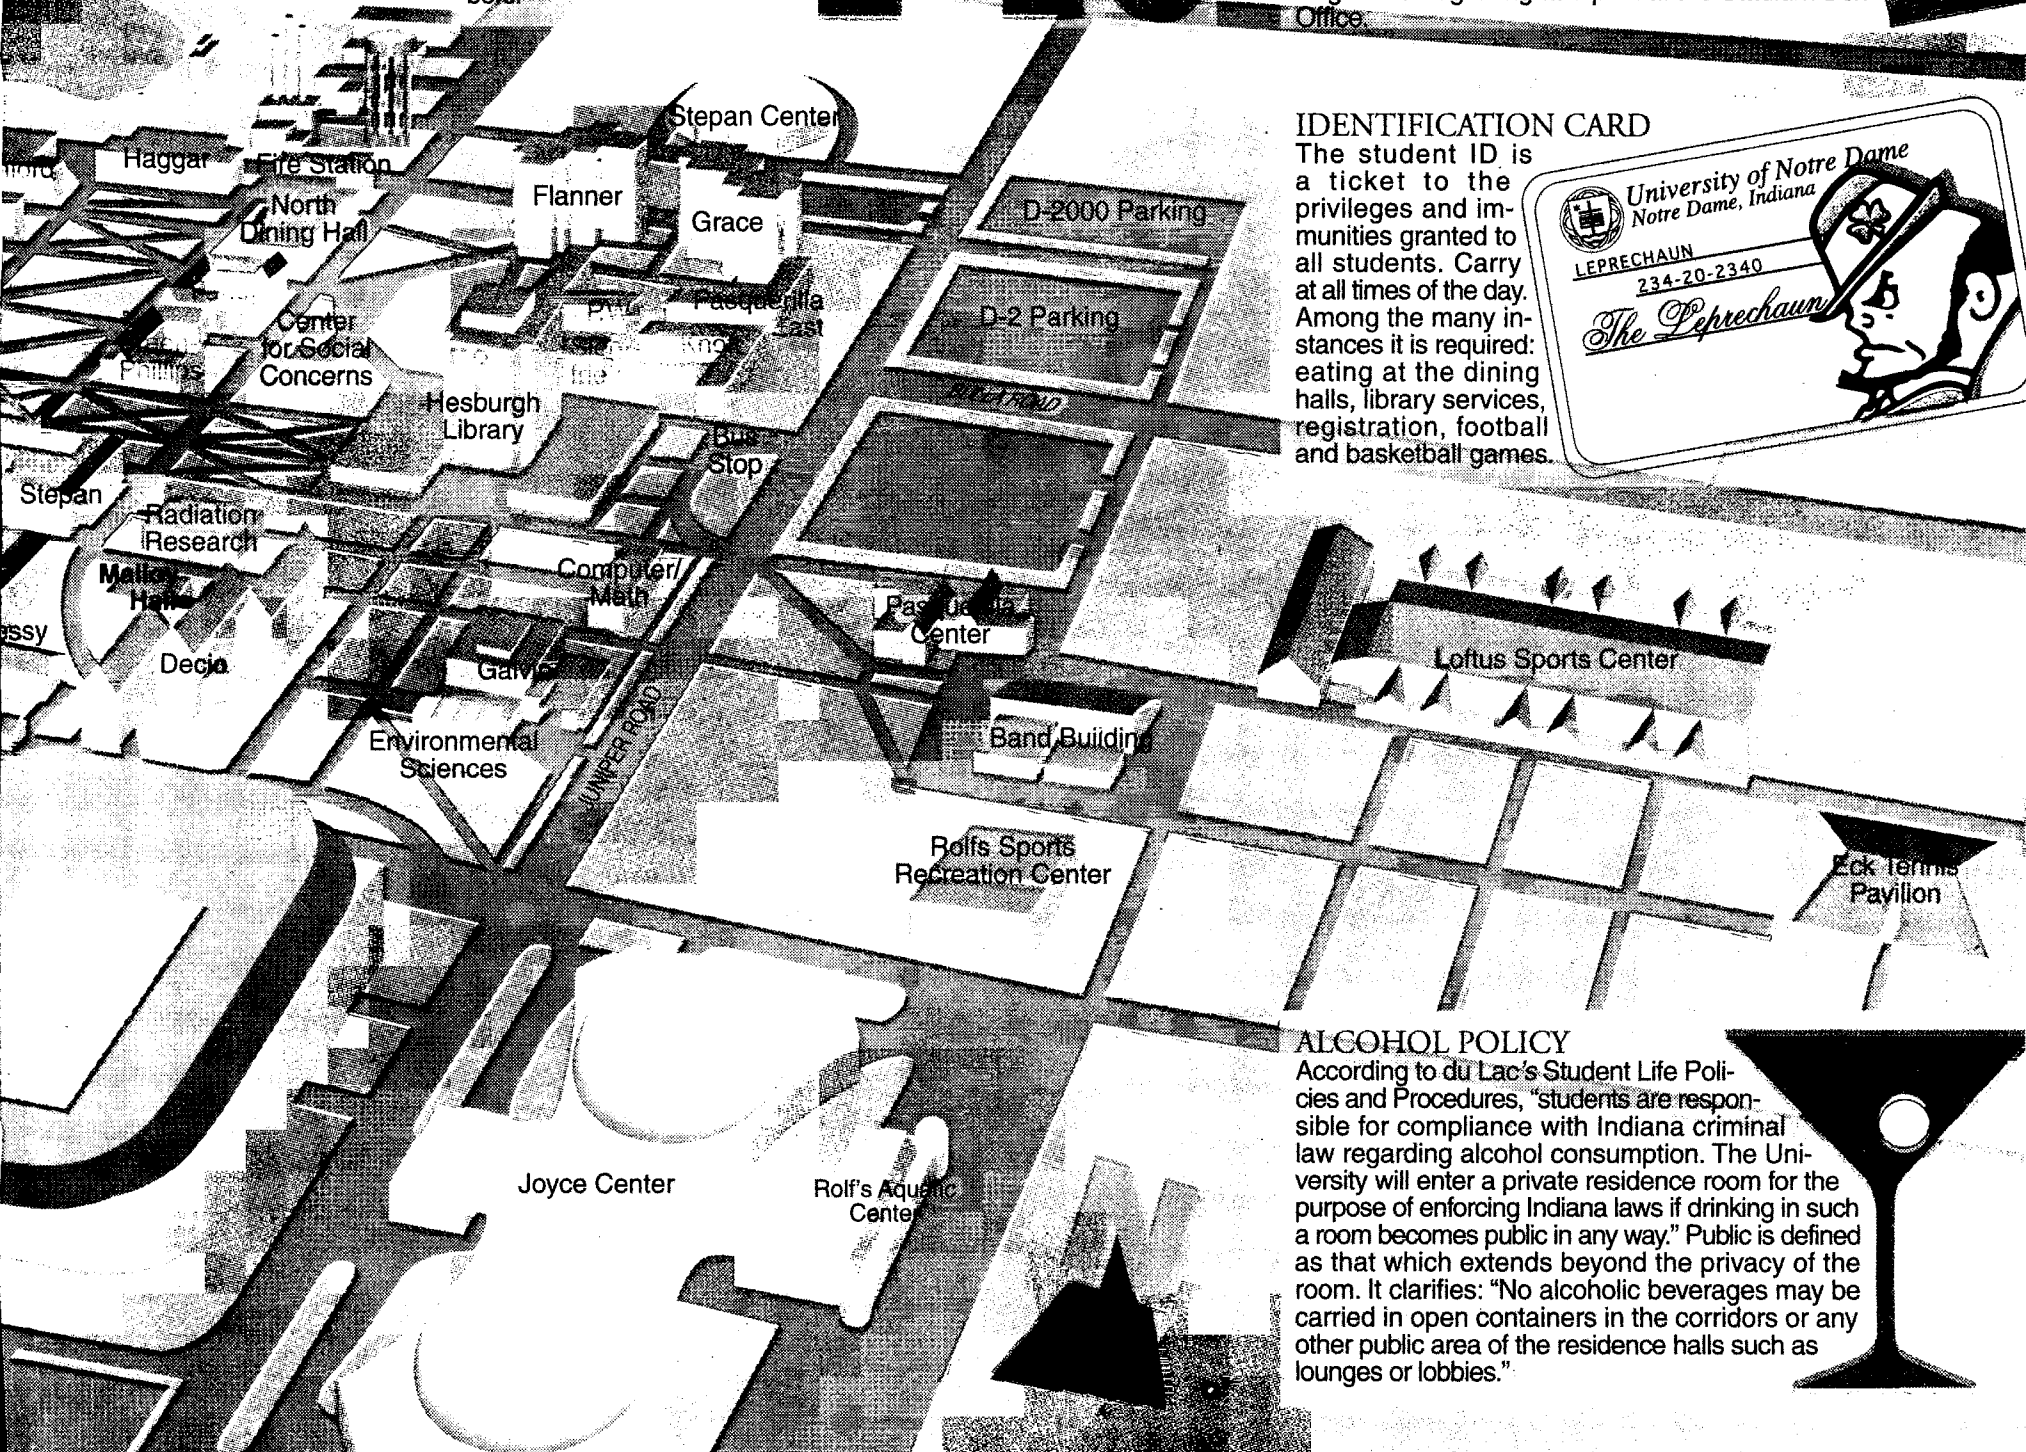 Office.
Stepan Center
Haggar
Fire Station
Flanner
Grace
North
Dining Hall
D-2000 Parking
D-2 Parking
Pasquerilla
East
Center
for Social
Concerns
Hesburgh
Library
Bus
Stop
Stepan
Radiation
Research
Computer/
Math
Malloy
Hall
Decio
Galvin
Pasquerilla
Center
Loftus Sports Center
Environmental
Sciences
JUNIPER ROAD
Band Building
Rolfs Sports
Recreation Center
Eck Tennis
Pavilion
Joyce Center
Rolf's Aquatic
Center
IDENTIFICATION CARD
The student ID is
a ticket to the
privileges and im-
munities granted to
all students. Carry
at all times of the day.
Among the many in-
stances it is required:
eating at the dining
halls, library services,
registration, football
and basketball games.
University of Notre Dame
Notre Dame, Indiana
LEPRECHAUN
234-20-2340
The Leprechaun
ALCOHOL POLICY
According to du Lac's Student Life Poli-
cies and Procedures, “students are respon-
sible for compliance with Indiana criminal
law regarding alcohol consumption. The Uni-
versity will enter a private residence room for the
purpose of enforcing Indiana laws if drinking in such
a room becomes public in any way.” Public is defined
as that which extends beyond the privacy of the
room. It clarifies: “No alcoholic beverages may be
carried in open containers in the corridors or any
other public area of the residence halls such as
lounges or lobbies.”